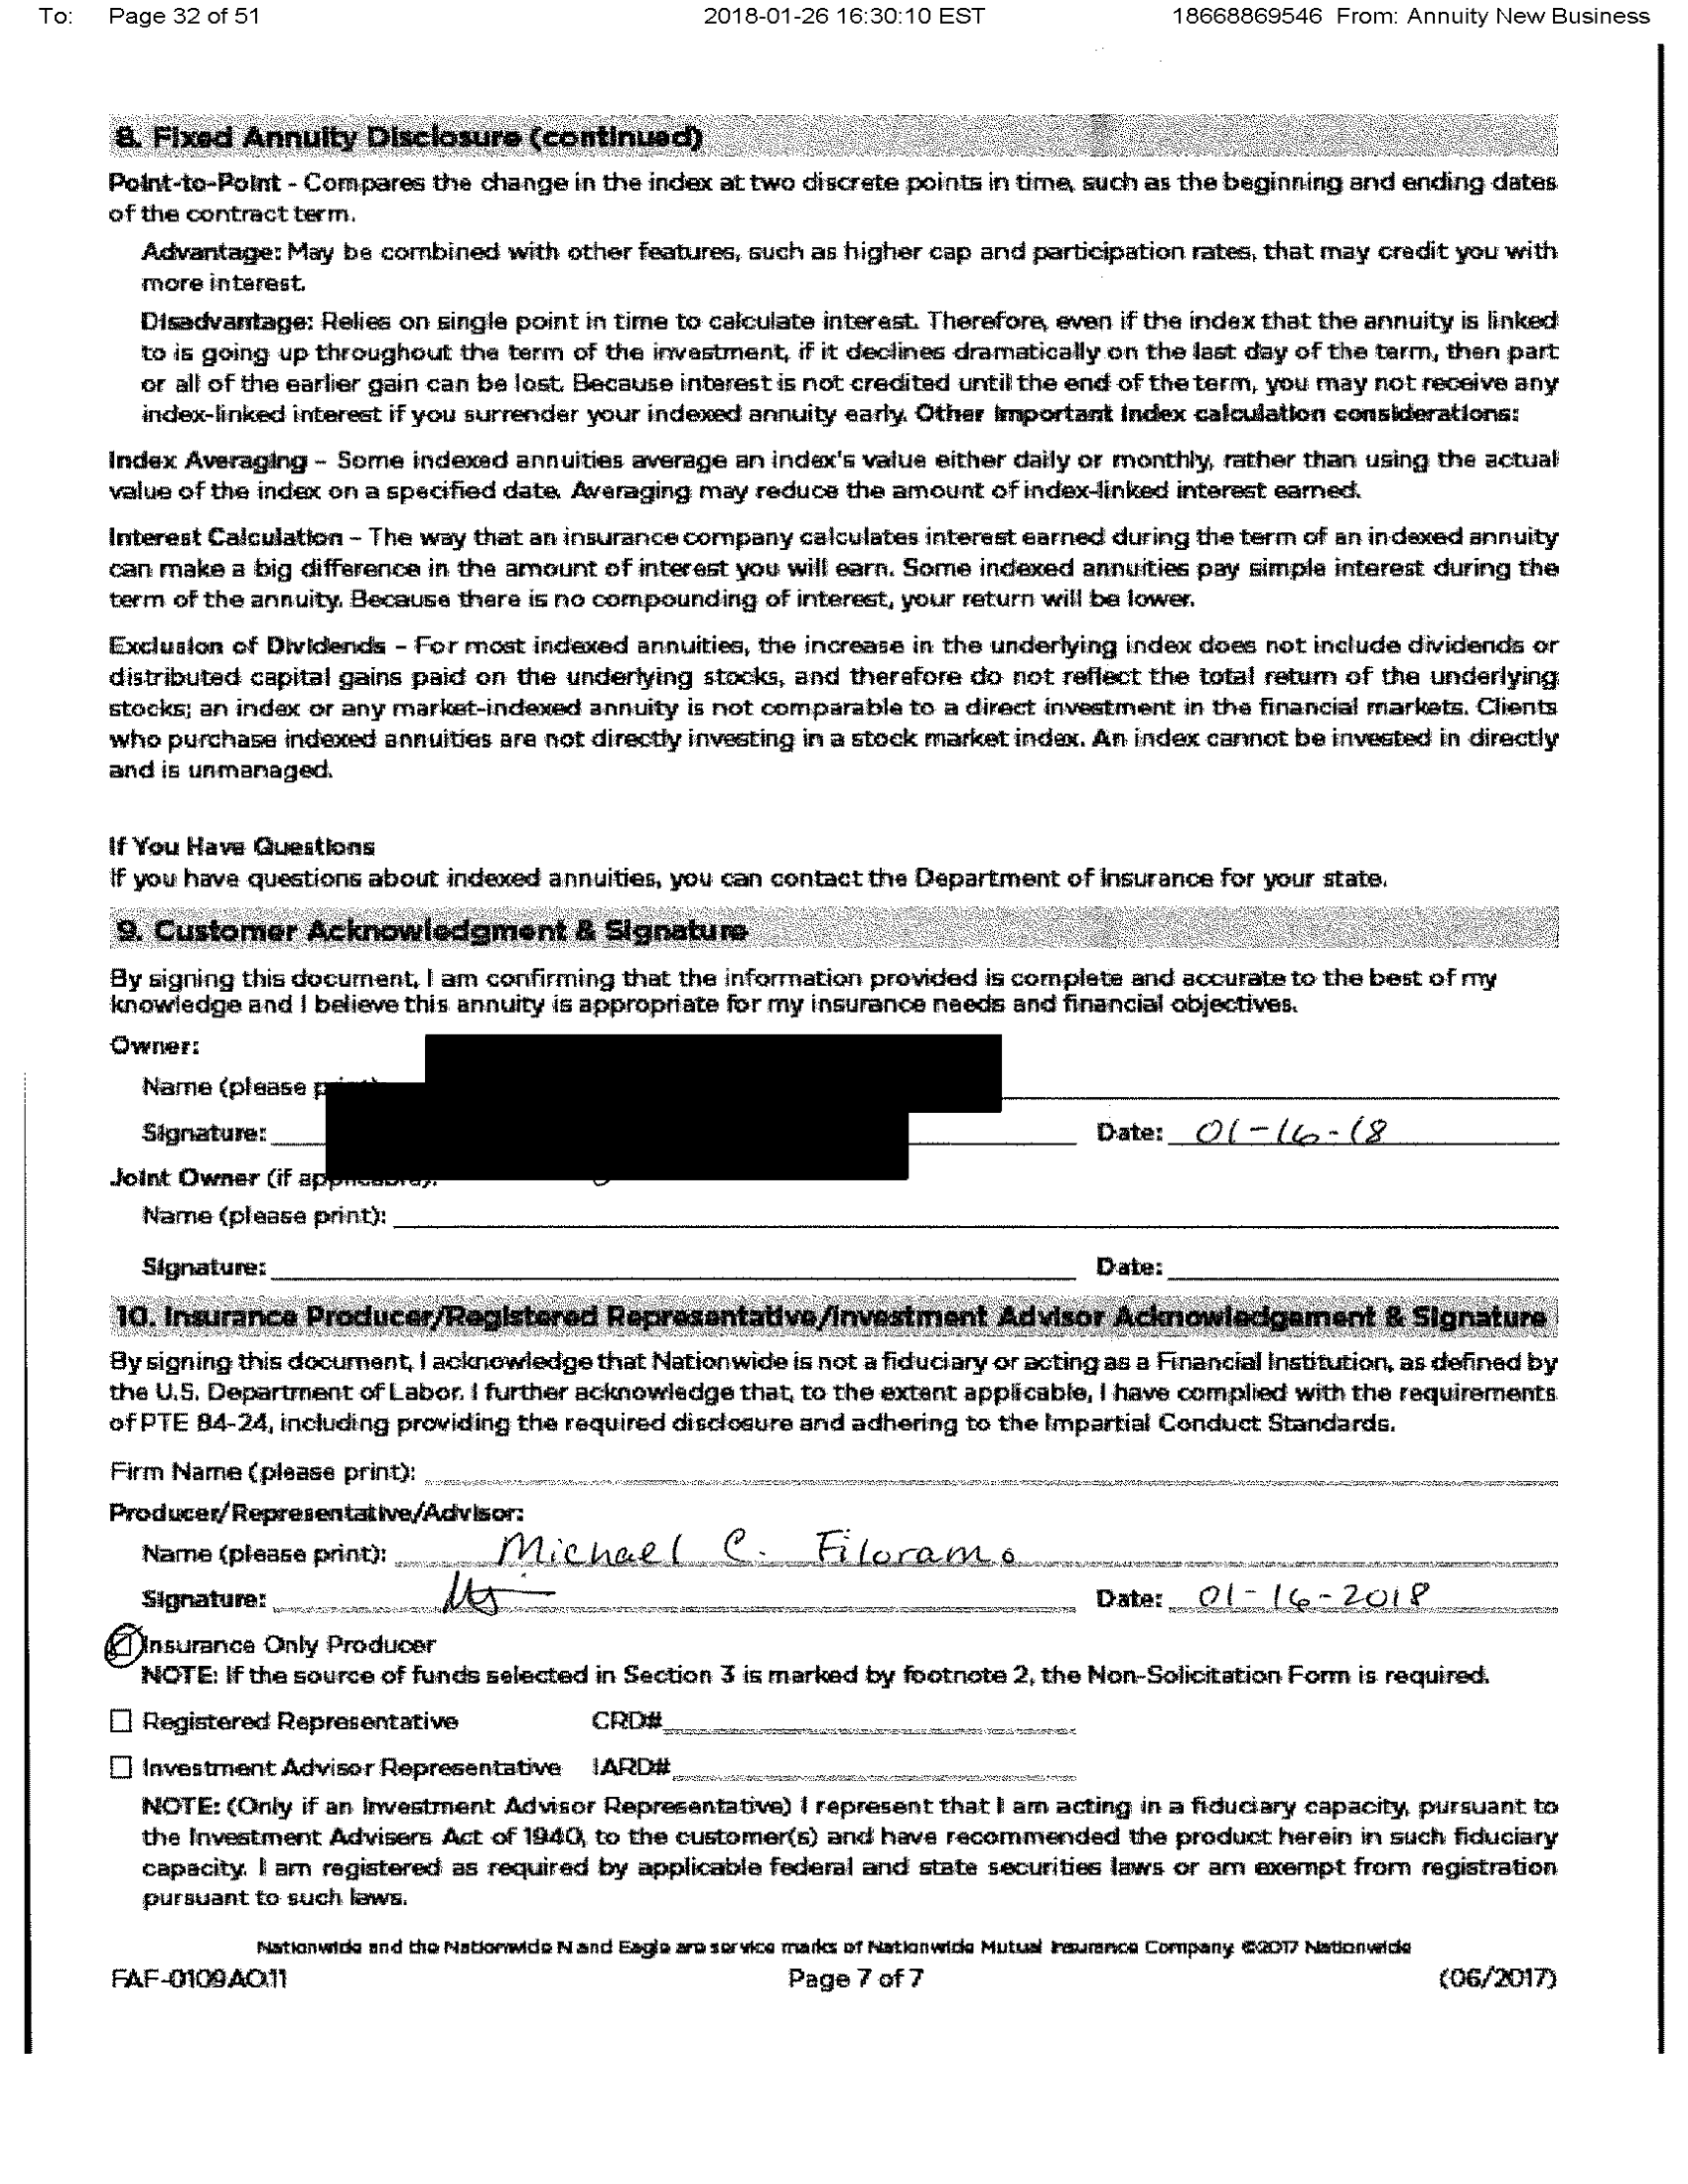 To: Page 32 of 51 2018-01-26 16:30:10 EST 18668869546 From: Annuity New Business
8. Fixed Annuity Disclosure (continued)
Point-to-Point - Compares the change in the index at two discrete points in time, such as the beginning and ending dates
of the contract term.
Advantage: May be combined with other features, such as higher cap and participation rates, that may credit you with
more interest.
Disadvantage: Relies on single point in time to calculate interest. Therefore, even if the index that the annuity is linked
to is going up throughout the term of the investment, if it declines dramatically on the last day of the term, then part
or all of the earlier gain can be lost. Because interest is not credited until the end of the term, you may not receive any
index-linked interest if you surrender your indexed annuity early. Other important index calculation considerations:
Index Averaging – Some indexed annuities average an index's value either daily or monthly, rather than using the actual
value of the index on a specified date. Averaging may reduce the amount of index-linked interest earned.
Interest Calculation – The way that an insurance company calculates interest earned during the term of an indexed annuity
can make a big difference in the amount of interest you will earn. Some indexed annuities pay simple interest during the
term of the annuity. Because there is no compounding of interest, your return will be lower.
Exclusion of Dividends – For most indexed annuities, the increase in the underlying index does not include dividends or
distributed capital gains paid on the underlying stocks, and therefore do not reflect the total return of the underlying
stocks; an index or any market-indexed annuity is not comparable to a direct investment in the financial markets. Clients
who purchase indexed annuities are not directly investing in a stock market index. An index cannot be invested in directly
and is unmanaged.
If You Have Questions
If you have questions about indexed annuities, you can contact the Department of Insurance for your state.
9. Customer Acknowledgment & Signature
By signing this document, I am confirming that the information provided is complete and accurate to the best of my
knowledge and I believe this annuity is appropriate for my insurance needs and financial objectives.
Owner:
Name (please
Signature: Date: 01-16-18
Joint Owner (if
Name (please print):
Signature: Date:
10. Insurance Producer/Registered Representative/Investment Advisor Acknowledgement & Signature
By signing this document, I acknowledge that Nationwide is not a fiduciary or acting as a Financial Institution, as defined by
the U.S. Department of Labor. I further acknowledge that, to the extent applicable, I have complied with the requirements
of PTE 84-24, including providing the required disclosure and adhering to the Impartial Conduct Standards.
Firm Name (please print):
Producer/Representative/Advisor:
Name (please print): Michael C. Filoramo
Signature: Date: 01-16-2018
Insurance Only Producer
NOTE: If the source of funds selected in Section 3 is marked by footnote 2, the Non-Solicitation Form is required.
Registered Representative CRD#
Investment Advisor Representative IARD#
NOTE: (Only if an Investment Advisor Representative) I represent that I am acting in a fiduciary capacity, pursuant to
the Investment Advisers Act of 1940, to the customer(s) and have recommended the product herein in such fiduciary
capacity. I am registered as required by applicable federal and state securities laws or am exempt from registration
pursuant to such laws.
Nationwide and the Nationwide N and Eagle are service marks of Nationwide Mutual Insurance Company. ©2017 Nationwide
FAF-0109AO.11 Page 7 of 7 (06/2017)